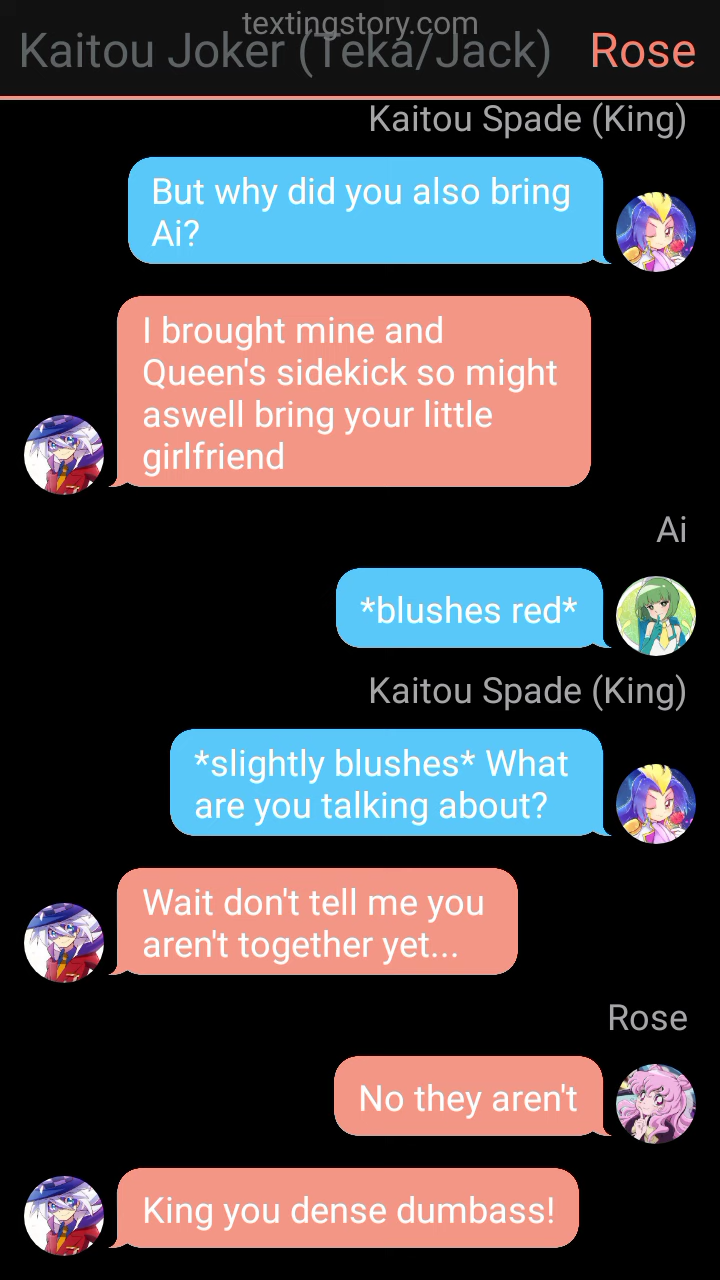 textingstory.com
Kaitou Joker (Teka/Jack) Rose
Kaitou Spade (King)
But why did you also bring
Ai?
I brought mine and
Queen's sidekick so might
aswell bring your little
girlfriend
Ai
*blushes red*
Kaitou Spade (King)
*slightly blushes* What
are you talking about?
Wait don't tell me you
aren't together yet...
Rose
No they aren't
King you dense dumbass!